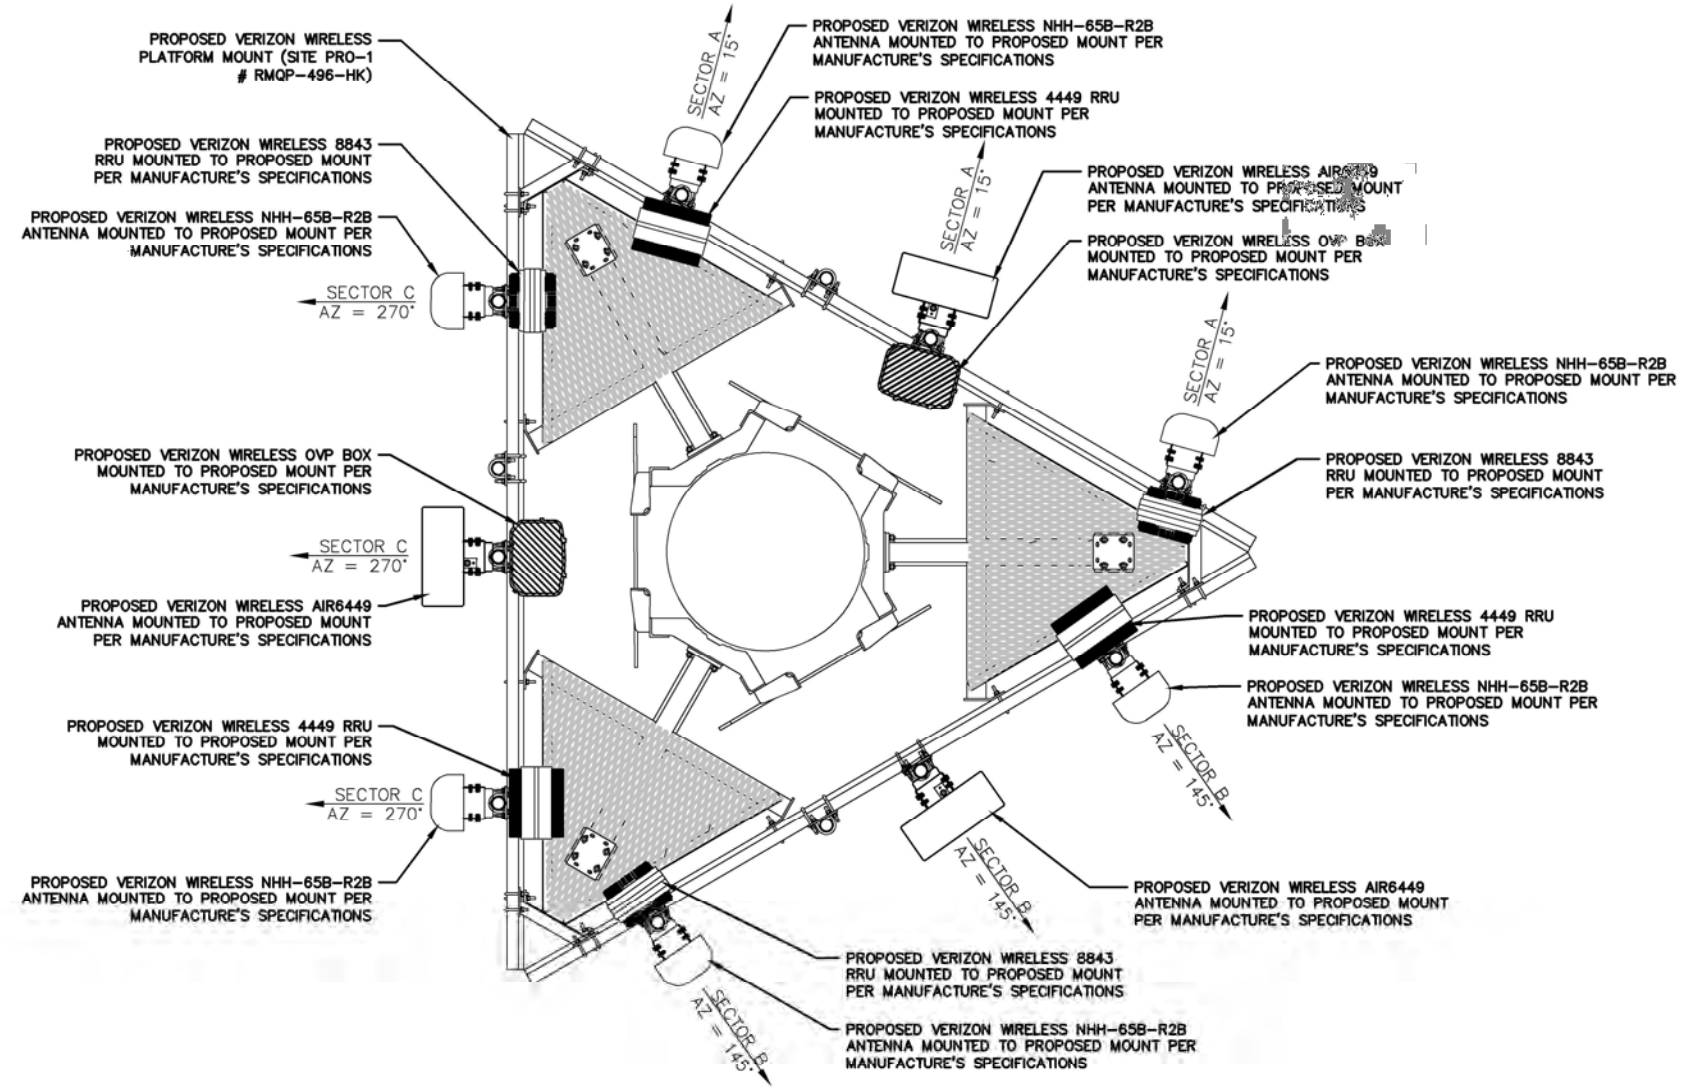 PROPOSED VERIZON WIRELESS
PLATFORM MOUNT (SITE PRO-1
# RMQP-496-HK)
PROPOSED VERIZON WIRELESS 8843
RRU MOUNTED TO PROPOSED MOUNT
PER MANUFACTURE'S SPECIFICATIONS
PROPOSED VERIZON WIRELESS NHH-65B-R2B
ANTENNA MOUNTED TO PROPOSED MOUNT PER
MANUFACTURE'S SPECIFICATIONS
SECTOR C
AZ = 270°
PROPOSED VERIZON WIRELESS OVP BOX
MOUNTED TO PROPOSED MOUNT PER
MANUFACTURE'S SPECIFICATIONS
SECTOR C
AZ = 270°
PROPOSED VERIZON WIRELESS AIR6449
ANTENNA MOUNTED TO PROPOSED MOUNT
PER MANUFACTURE'S SPECIFICATIONS
PROPOSED VERIZON WIRELESS 4449 RRU
MOUNTED TO PROPOSED MOUNT PER
MANUFACTURE'S SPECIFICATIONS
SECTOR C
AZ = 270°
PROPOSED VERIZON WIRELESS NHH-65B-R2B
ANTENNA MOUNTED TO PROPOSED MOUNT PER
MANUFACTURE'S SPECIFICATIONS
SECTOR A
AZ = 15°
PROPOSED VERIZON WIRELESS NHH-65B-R2B
ANTENNA MOUNTED TO PROPOSED MOUNT PER
MANUFACTURE'S SPECIFICATIONS
PROPOSED VERIZON WIRELESS 4449 RRU
MOUNTED TO PROPOSED MOUNT PER
MANUFACTURE'S SPECIFICATIONS
SECTOR A
AZ = 15°
PROPOSED VERIZON WIRELESS
ANTENNA MOUNTED TO PROPOSED MOUNT
PER MANUFACTURE'S SPECIFICATIONS
PROPOSED VERIZON WIRELESS OVP BOX
MOUNTED TO PROPOSED MOUNT PER
MANUFACTURE'S SPECIFICATIONS
SECTOR A
AZ = 15°
PROPOSED VERIZON WIRELESS NHH-65B-R2B
ANTENNA MOUNTED TO PROPOSED MOUNT PER
MANUFACTURE'S SPECIFICATIONS
PROPOSED VERIZON WIRELESS 8843
RRU MOUNTED TO PROPOSED MOUNT
PER MANUFACTURE'S SPECIFICATIONS
PROPOSED VERIZON WIRELESS 4449 RRU
MOUNTED TO PROPOSED MOUNT PER
MANUFACTURE'S SPECIFICATIONS
PROPOSED VERIZON WIRELESS NHH-65B-R2B
ANTENNA MOUNTED TO PROPOSED MOUNT PER
MANUFACTURE'S SPECIFICATIONS
SECTOR B
AZ = 145°
SECTOR B
AZ = 145°
PROPOSED VERIZON WIRELESS AIR6449
ANTENNA MOUNTED TO PROPOSED MOUNT
PER MANUFACTURE'S SPECIFICATIONS
PROPOSED VERIZON WIRELESS 8843
RRU MOUNTED TO PROPOSED MOUNT
PER MANUFACTURE'S SPECIFICATIONS
SECTOR B
AZ = 145°
PROPOSED VERIZON WIRELESS NHH-65B-R2B
ANTENNA MOUNTED TO PROPOSED MOUNT PER
MANUFACTURE'S SPECIFICATIONS